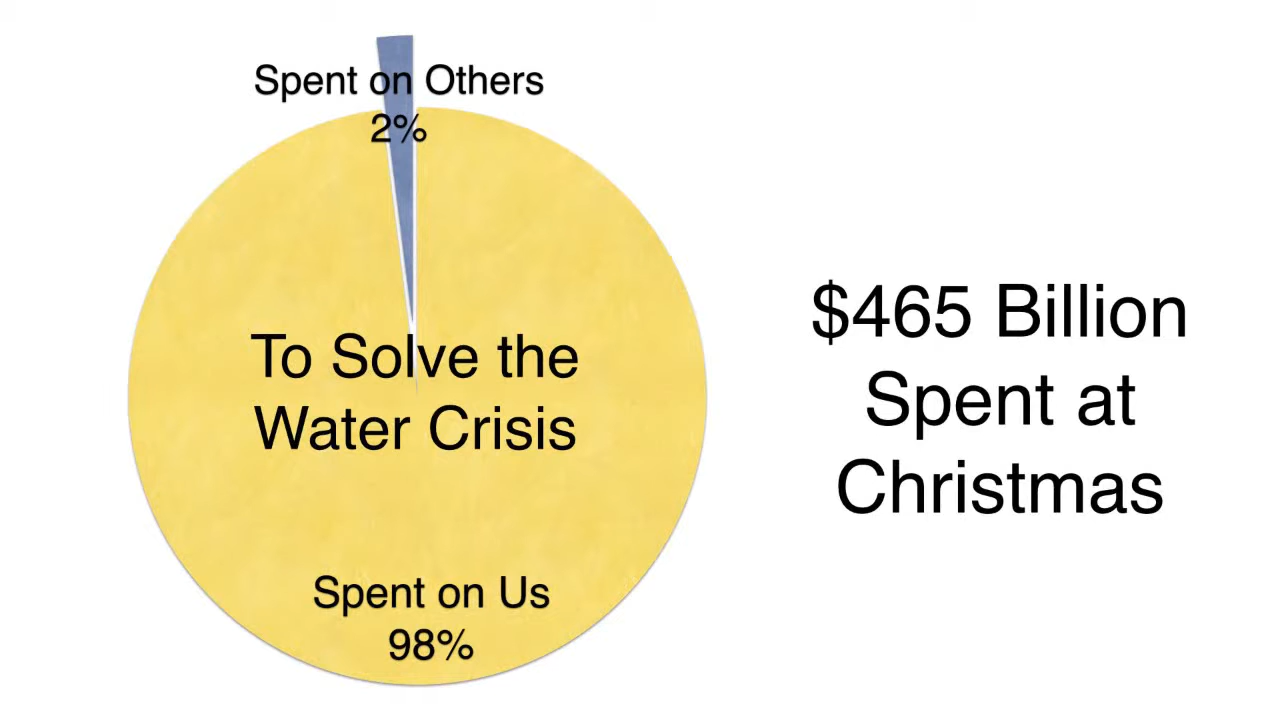 Spent on Others
2%
To Solve the
Water Crisis
Spent on Us
98%
$465 Billion
Spent at
Christmas